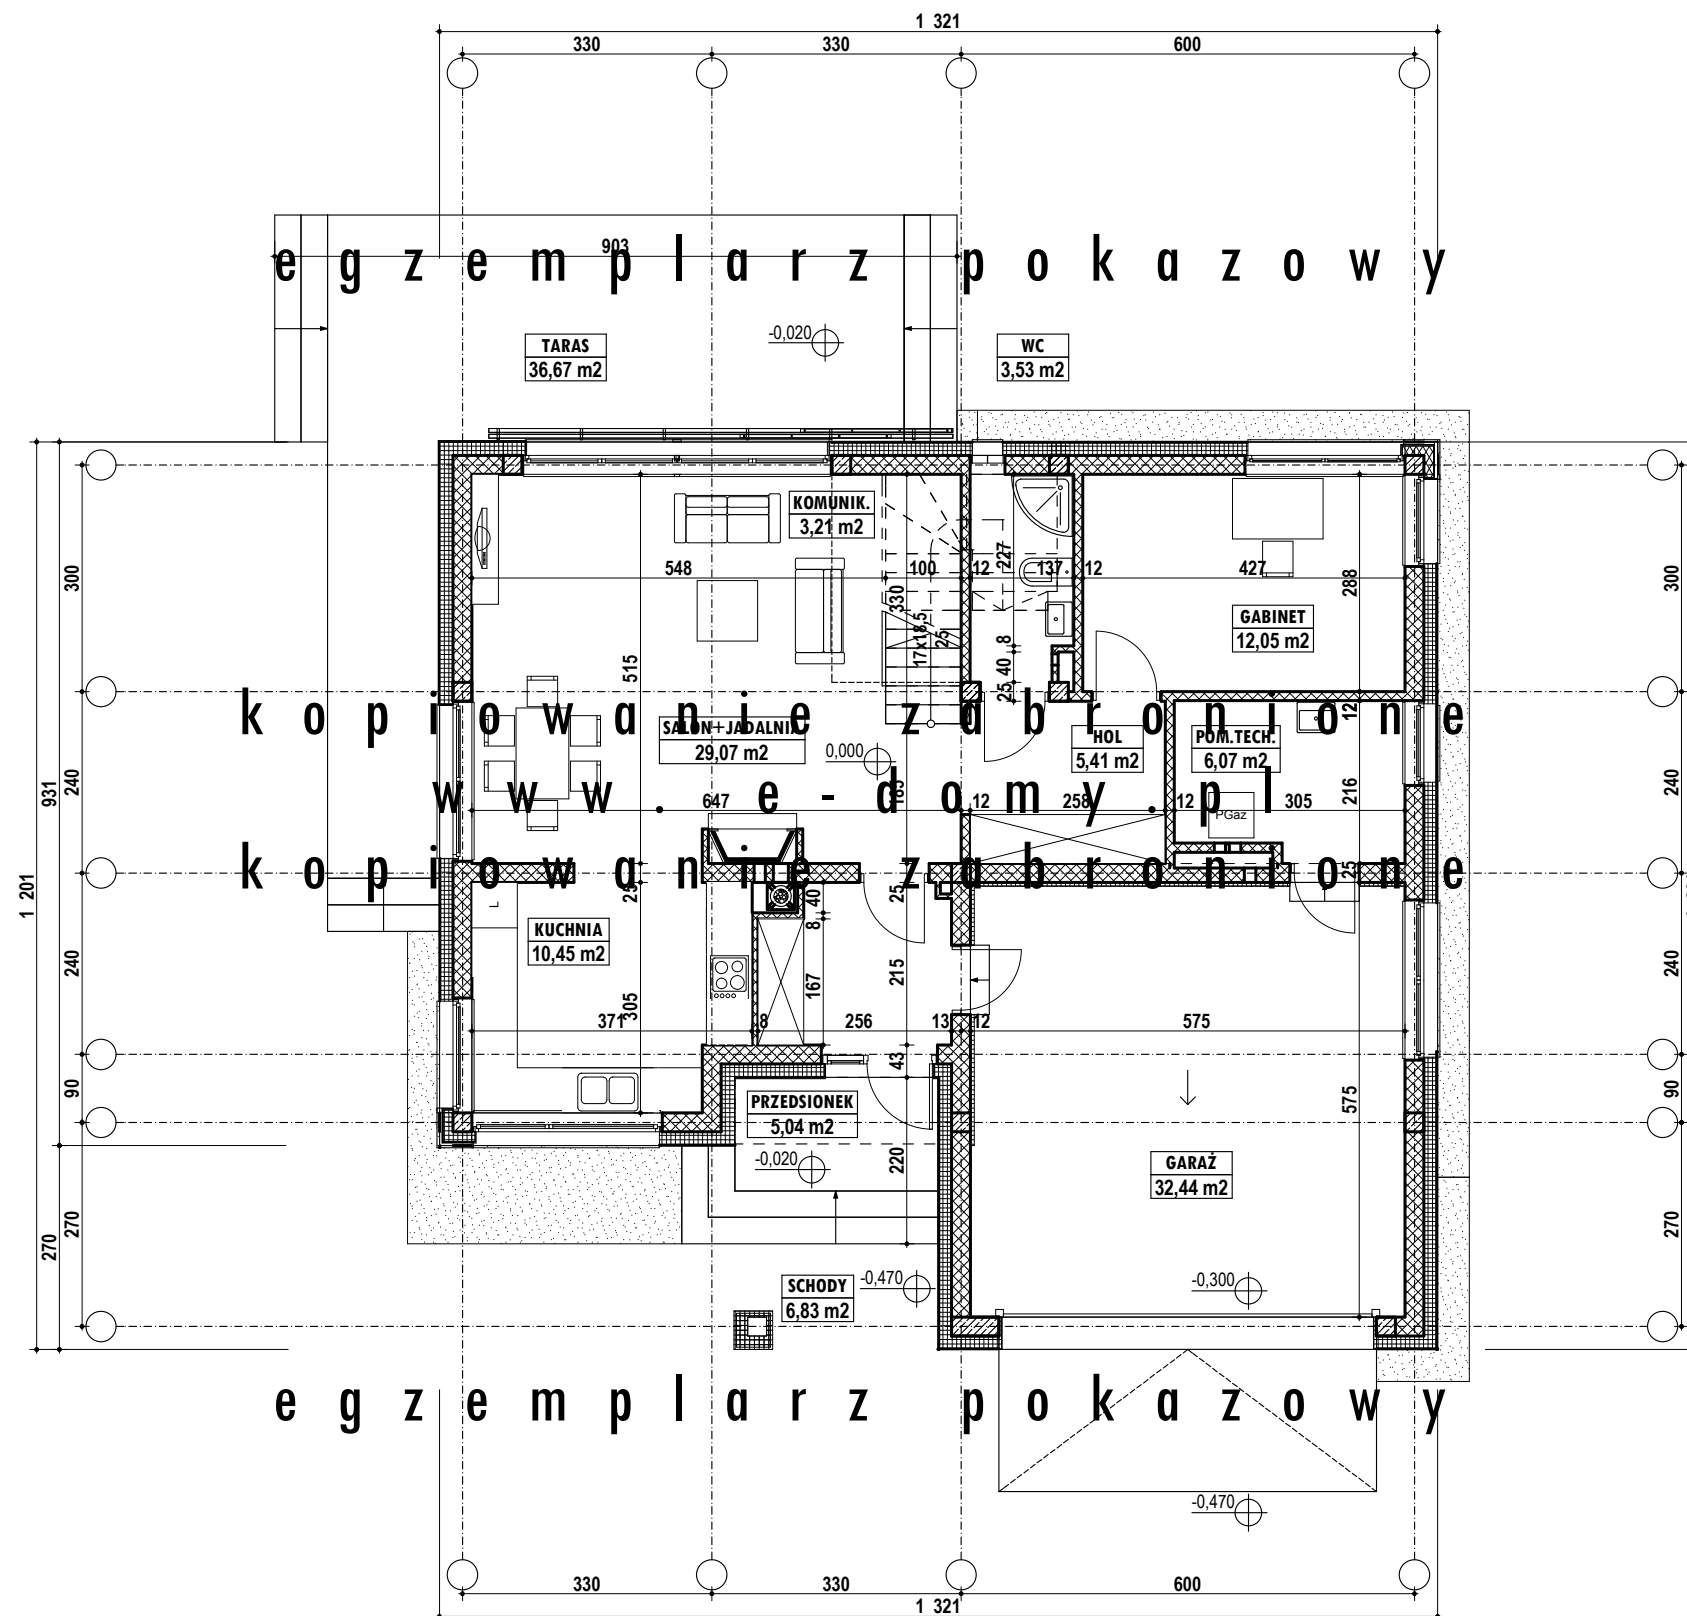 1 321
330 330 600
903
egzemplarz pokazowy
TARAS
36,67 m2
-0,020
WC
3,53 m2
KOMUNIK.
3,21 m2
548 100 12 137 12 427
227
288
330
17x18,5
25
8
40
25
GABINET
12,05 m2
300
300
515
kopiowanie zabronione
SALON+JADALNIA
29,07 m2
0,000
HOL
5,41 m2
POM.TECH.
6,07 m2
12
www.e-domy.pl
647 185 12 258 12 305
216
PGaz
240
240
931
kopiowanie zabronione
25
40
25
25
1 201
L
KUCHNIA
10,45 m2
8
167
215
240
240
305
371 8 256 13 12 575
43
90
90
575
PRZEDSIONEK
5,04 m2
-0,020
220
GARAŻ
32,44 m2
270
270
270
SCHODY
6,83 m2
-0,470
-0,300
egzemplarz pokazowy
-0,470
330 330 600
1 321